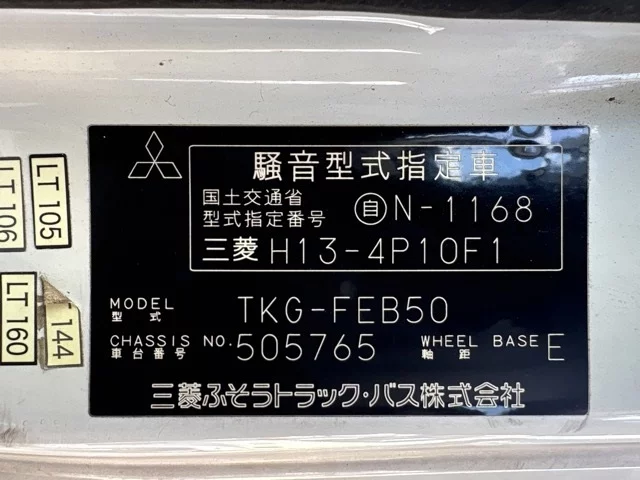 騒音型式指定車
国土交通省
型式指定番号 自N-1168
三菱 H13-4P10F1
MODEL
型式 TKG-FEB50
CHASSIS NO.
車台番号 505765
WHEEL BASE
軸距 E
三菱ふそうトラック・バス株式会社
LT 106
LT 105
LT 160
144